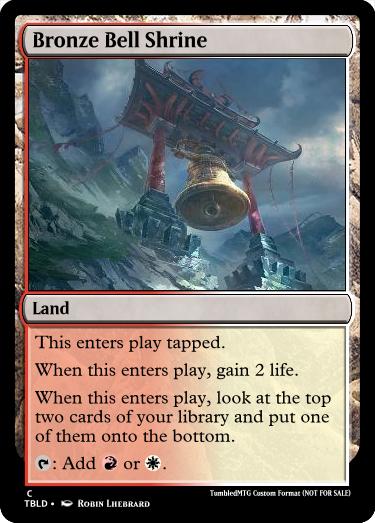 Bronze Bell Shrine
Land
This enters play tapped.
When this enters play, gain 2 life.
When this enters play, look at the top
two cards of your library and put one
of them onto the bottom.
: Add or .
C
TBLD • Robin Lhebrard
TumbledMTG Custom Format (NOT FOR SALE)